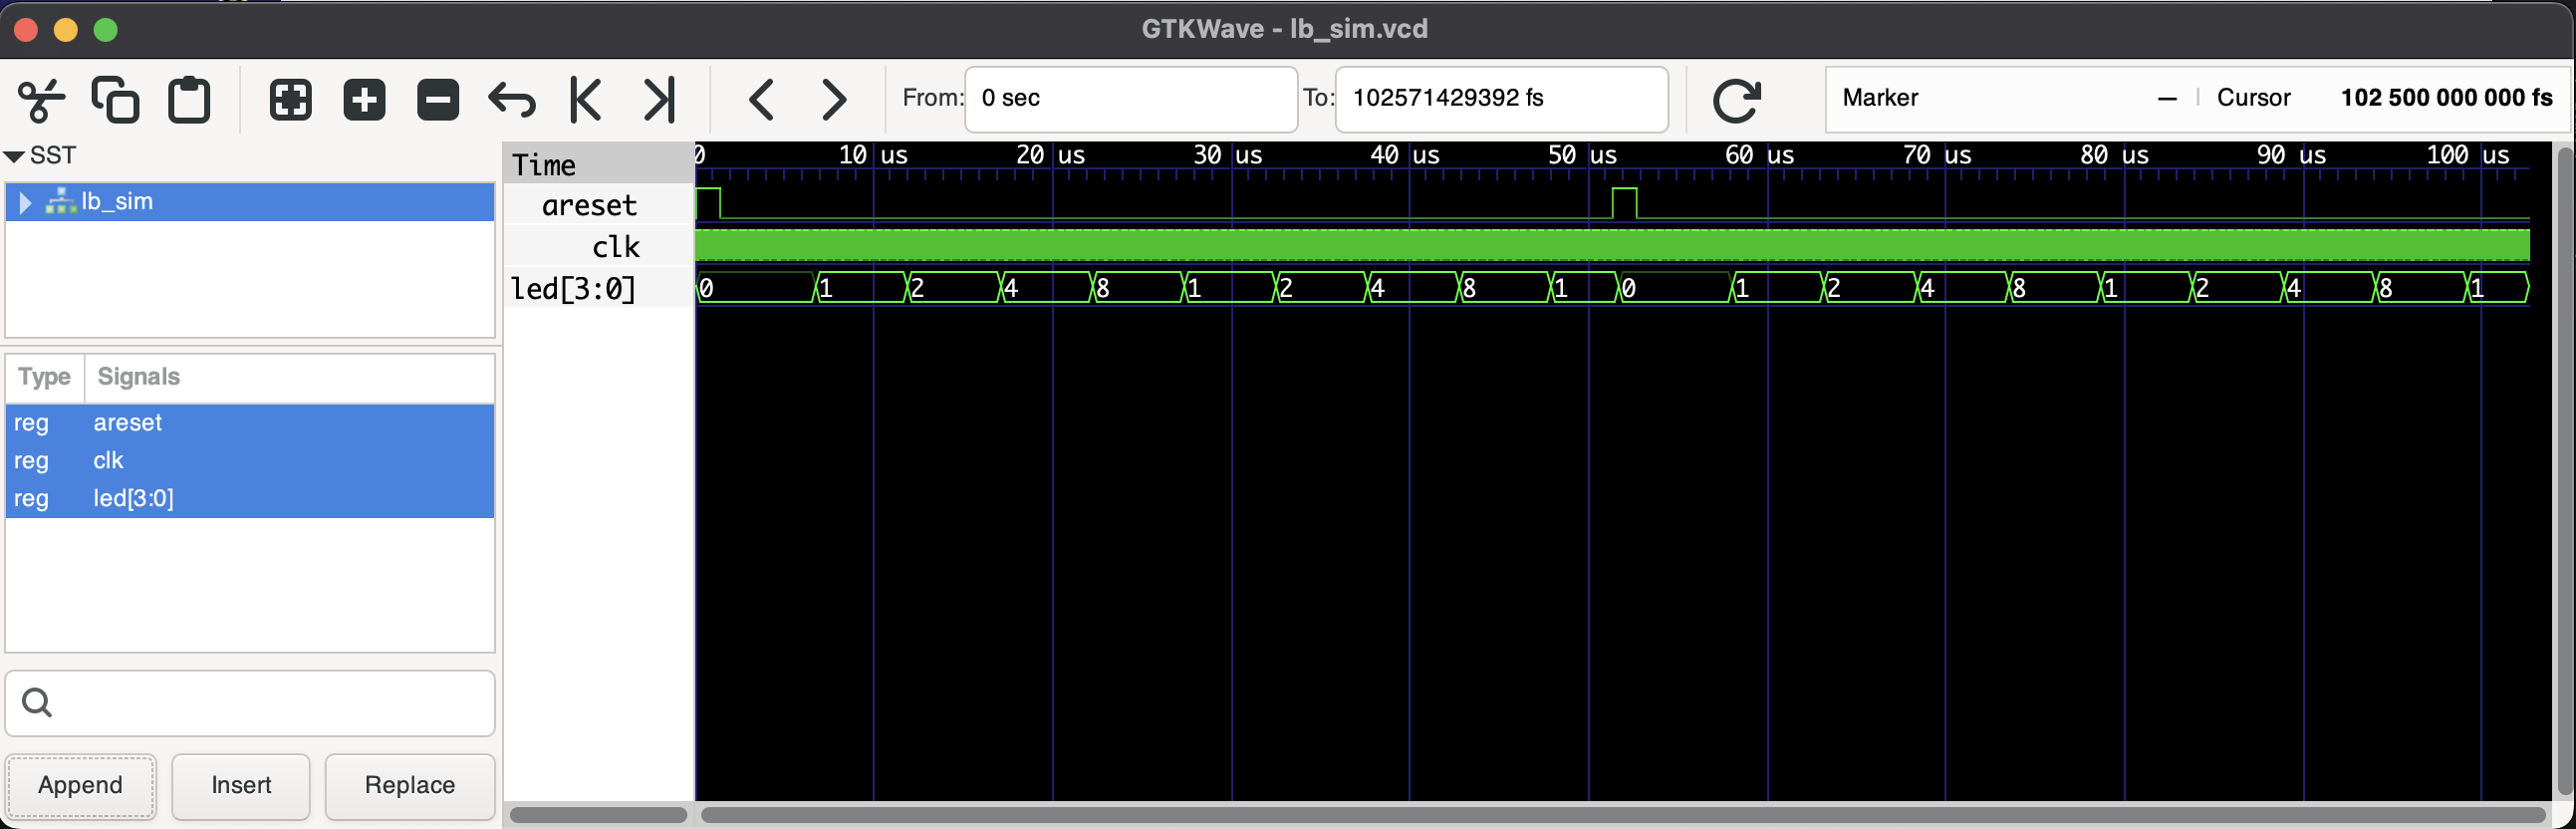 GTKWave - lb_sim.vcd
From: 0 sec To: 102571429392 fs Marker — | Cursor 102 500 000 000 fs
SST
lb_sim
Type Signals
reg areset
reg clk
reg led[3:0]
Append Insert Replace
Time
areset
clk
led[3:0]
0 10 us 20 us 30 us 40 us 50 us 60 us 70 us 80 us 90 us 100 us
0 1 2 4 8 1 2 4 8 1 0 1 2 4 8 1 2 4 8 1